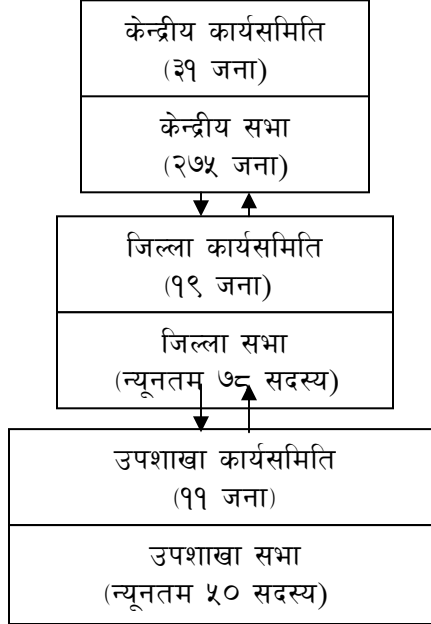 केन्द्रीय कार्यसमिति
(३१ जना)
केन्द्रीय सभा
(२७५ जना)
जिल्ला कार्यसमिति
(१९ जना)
जिल्ला सभा
(न्यूनतम ७८ सदस्य)
उपशाखा कार्यसमिति
(११ जना)
उपशाखा सभा
(न्यूनतम ५० सदस्य)